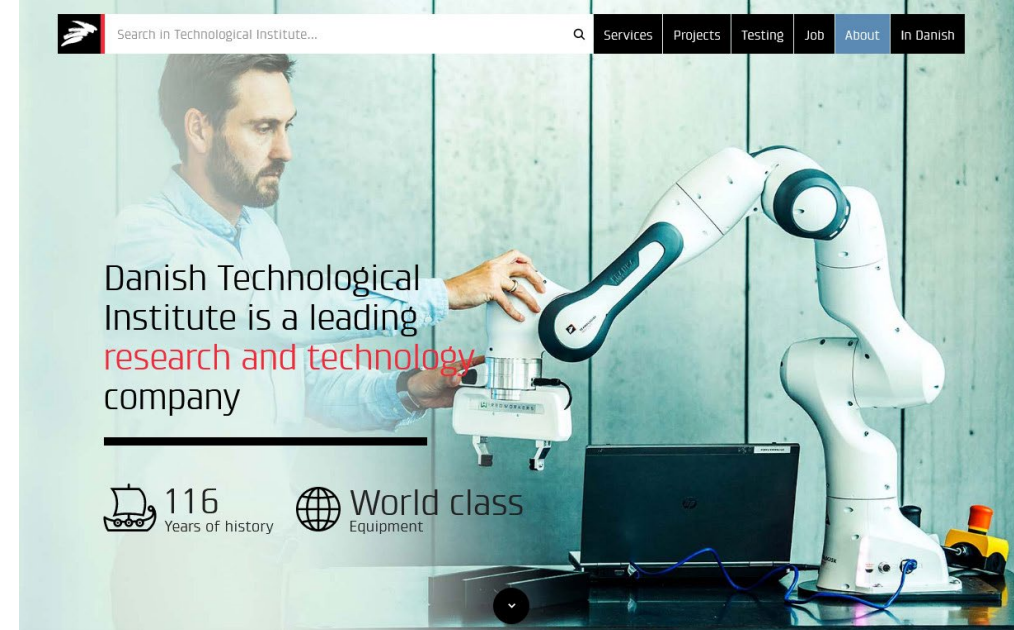 Search in Technological Institute...
Services
Projects
Testing
Job
About
In Danish
Danish Technological
Institute is a leading
research and technology
company
116
Years of history
World class
Equipment